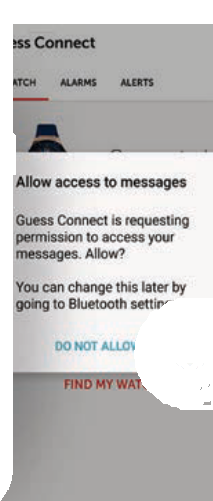 ess Connect
ATCH ALARMS ALERTS
Allow access to messages
Guess Connect is requesting
permission to access your
messages. Allow?
You can change this later by
going to Bluetooth settin
DO NOT ALLOW
FIND MY WAT